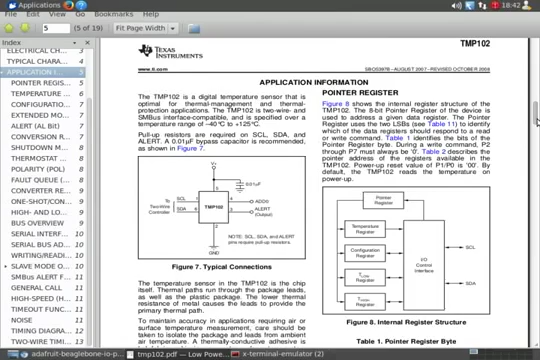 Applications
18:42
File Edit View Go Bookmarks Help
5 (5 of 19) Fit Page Width
Index
ELECTRICAL CH... 3
TYPICAL CHARA... 4
APPLICATION I... 5
POINTER REGIS... 5
TEMPERATURE ... 6
CONFIGURATIO... 7
EXTENDED MO... 7
ALERT (AL Bit) 7
CONVERSION R... 7
SHUTDOWN M... 7
THERMOSTAT ... 8
POLARITY (POL) 8
FAULT QUEUE (... 8
CONVERTER RE... 9
ONE-SHOT/CON... 9
HIGH- AND LO... 9
BUS OVERVIEW 9
SERIAL INTERF... 9
SERIAL BUS AD... 9
WRITING/READI... 10
SLAVE MODE O... 10
SMBus ALERT F... 11
GENERAL CALL 11
HIGH-SPEED (H... 11
TIMEOUT FUNC... 11
NOISE 11
TIMING DIAGRA... 12
TWO-WIRE TIMI... 13
TEXAS
INSTRUMENTS
TMP102
www.ti.com
SBOS397B – AUGUST 2007 – REVISED OCTOBER 2008
APPLICATION INFORMATION
The TMP102 is a digital temperature sensor that is
optimal for thermal-management and thermal-
protection applications. The TMP102 is two-wire- and
SMBus interface-compatible, and is specified over a
temperature range of –40°C to +125°C.
Pull-up resistors are required on SCL, SDA, and
ALERT. A 0.01μF bypass capacitor is recommended,
as shown in Figure 7.
V+
0.01μF
5
To
Two-Wire
Controller
SCL 1
SDA 6
TMP102
4 ADD0
3 ALERT
(Output)
2
GND
NOTE: SCL, SDA, and ALERT
pins require pull-up resistors.
Figure 7. Typical Connections
The temperature sensor in the TMP102 is the chip
itself. Thermal paths run through the package leads,
as well as the plastic package. The lower thermal
resistance of metal causes the leads to provide the
primary thermal path.
To maintain accuracy in applications requiring air or
surface temperature measurement, care should be
taken to isolate the package and leads from ambient
air temperature. A thermally-conductive adhesive is
POINTER REGISTER
Figure 8 shows the internal register structure of the
TMP102. The 8-bit Pointer Register of the device is
used to address a given data register. The Pointer
Register uses the two LSBs (see Table 11) to identify
which of the data registers should respond to a read
or write command. Table 1 identifies the bits of the
Pointer Register byte. During a write command, P2
through P7 must always be '0'. Table 2 describes the
pointer address of the registers available in the
TMP102. Power-up reset value of P1/P0 is '00'. By
default, the TMP102 reads the temperature on
power-up.
Pointer
Register
Temperature
Register
Configuration
Register
TLOW
Register
THIGH
Register
I/O
Control
Interface
SCL
SDA
Figure 8. Internal Register Structure
Table 1. Pointer Register Byte
adafruit-beaglebone-io-p...
tmp102.pdf — Low Powe...
x-terminal-emulator (2)